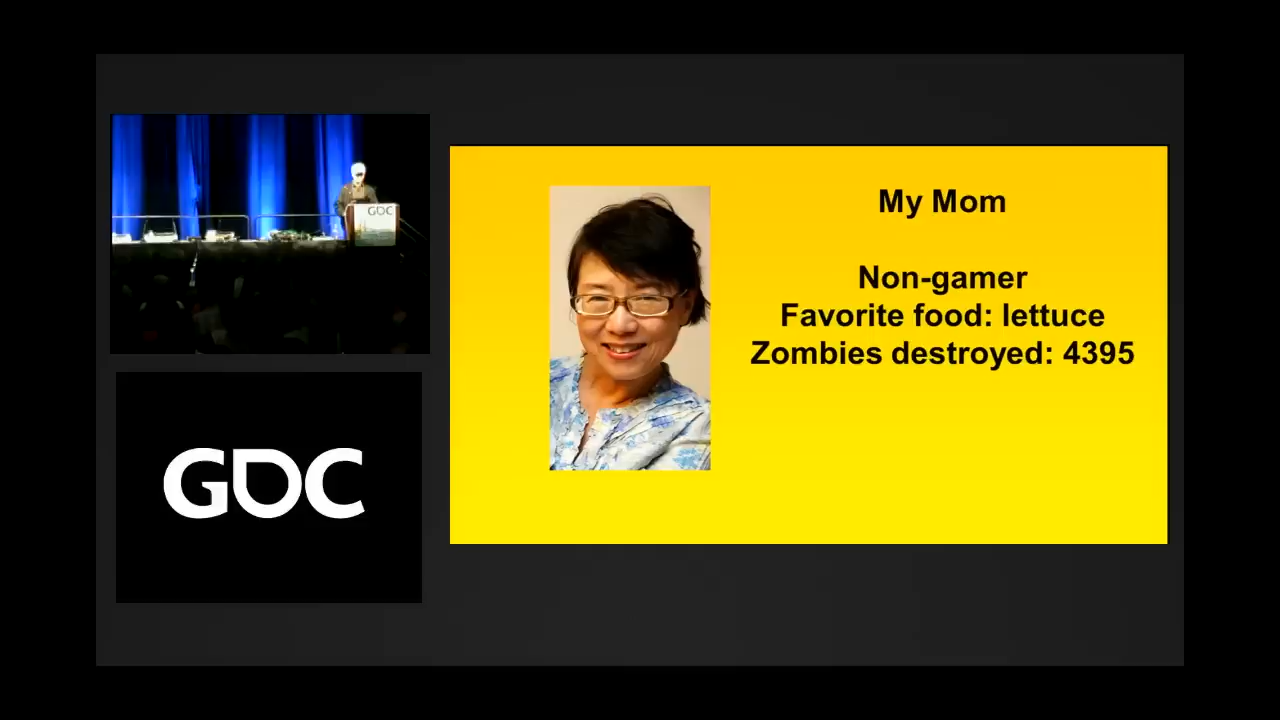 GDC
GDC
My Mom
Non-gamer
Favorite food: lettuce
Zombies destroyed: 4395